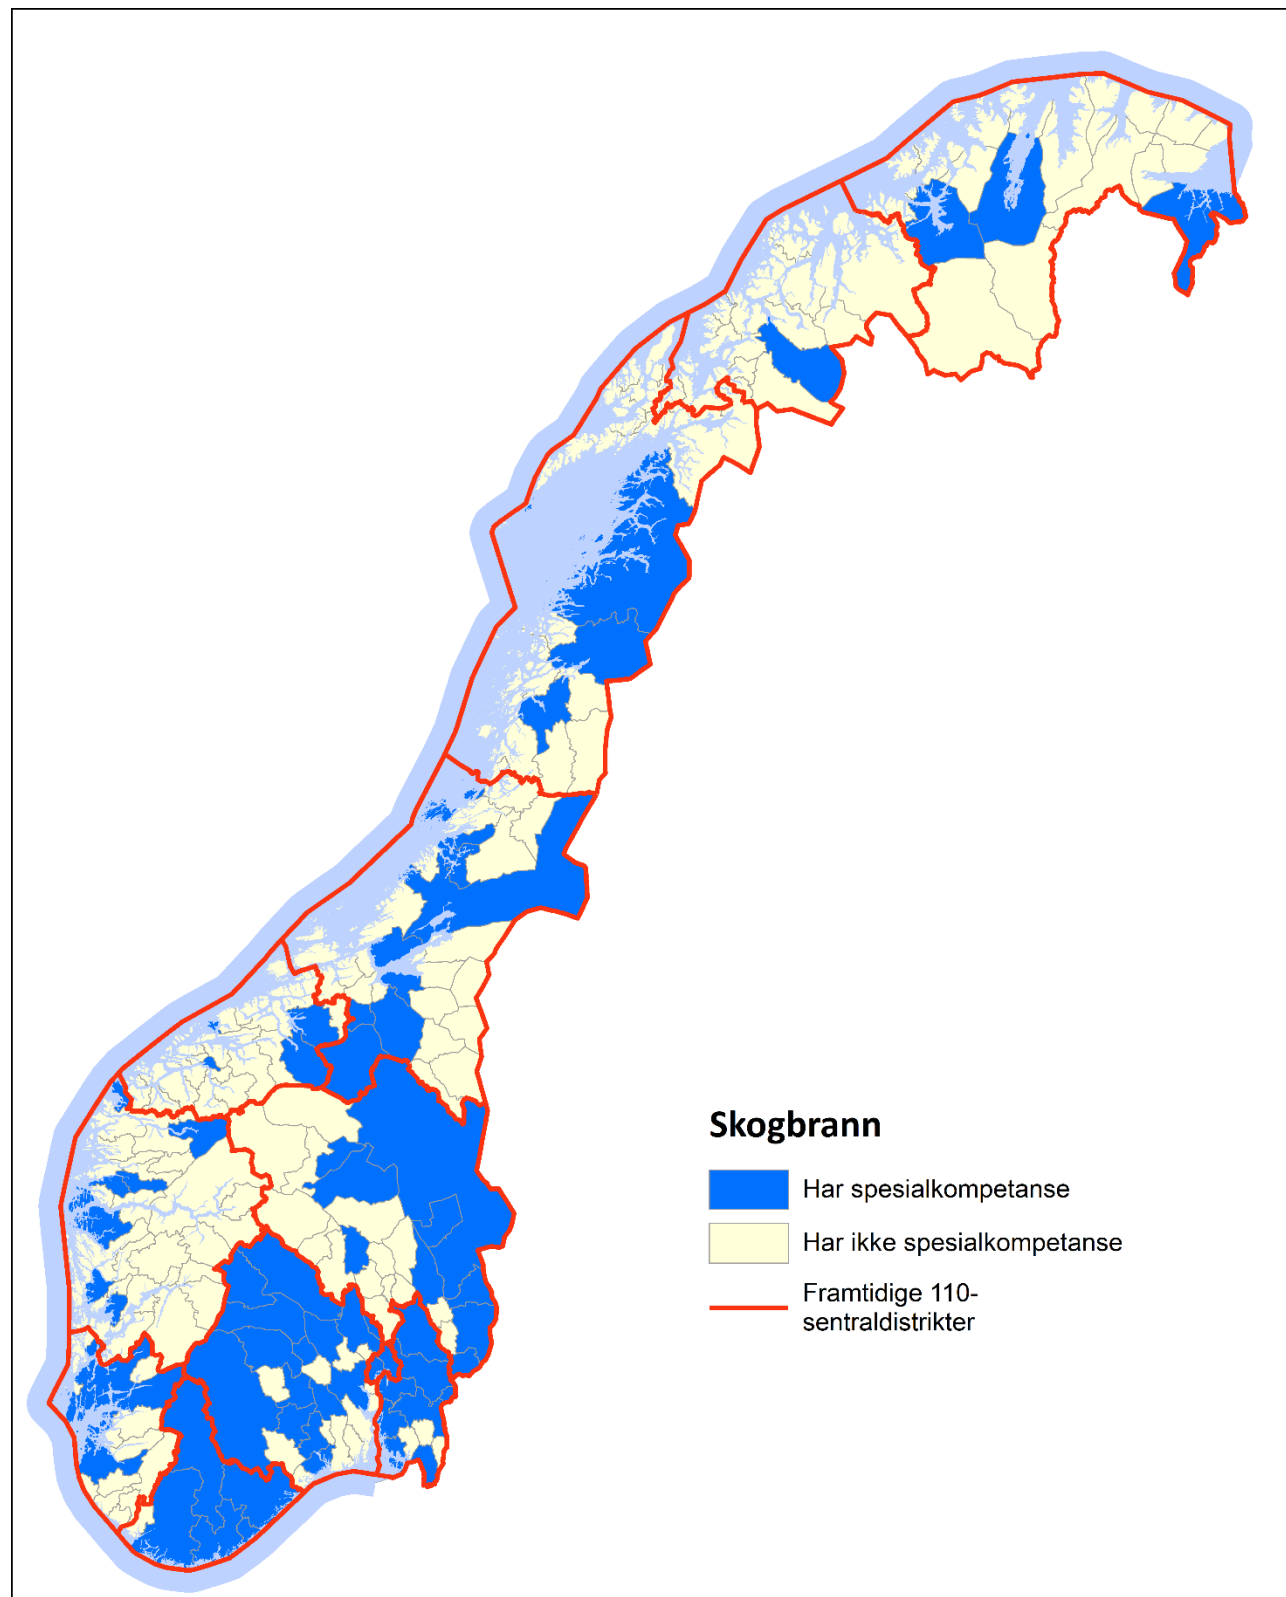 Skogbrann
Har spesialkompetanse
Har ikke spesialkompetanse
Framtidige 110-
sentraldistrikter